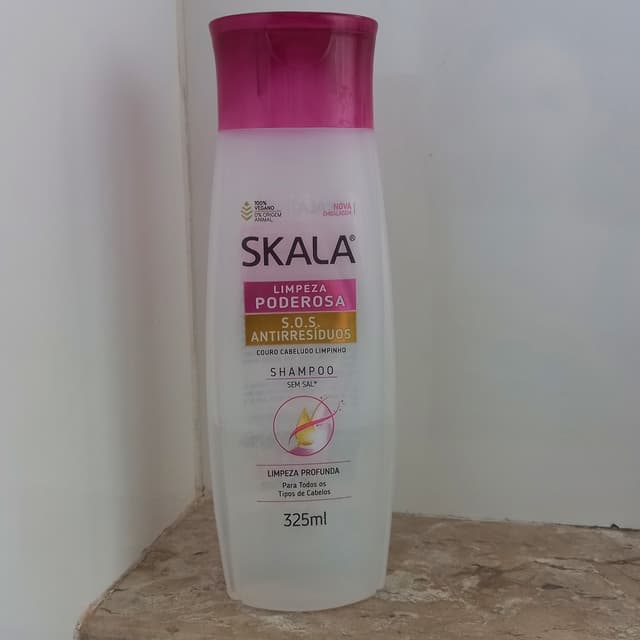 100%
VEGANO
0% ORIGEM
ANIMAL
NOVA
EMBALAGEM
SKALA®
LIMPEZA
PODEROSA
S.O.S.
ANTIRRESÍDUOS
COURO CABELUDO LIMPINHO
SHAMPOO
SEM SAL*
LIMPEZA PROFUNDA
Para Todos os
Tipos de Cabelos
325ml